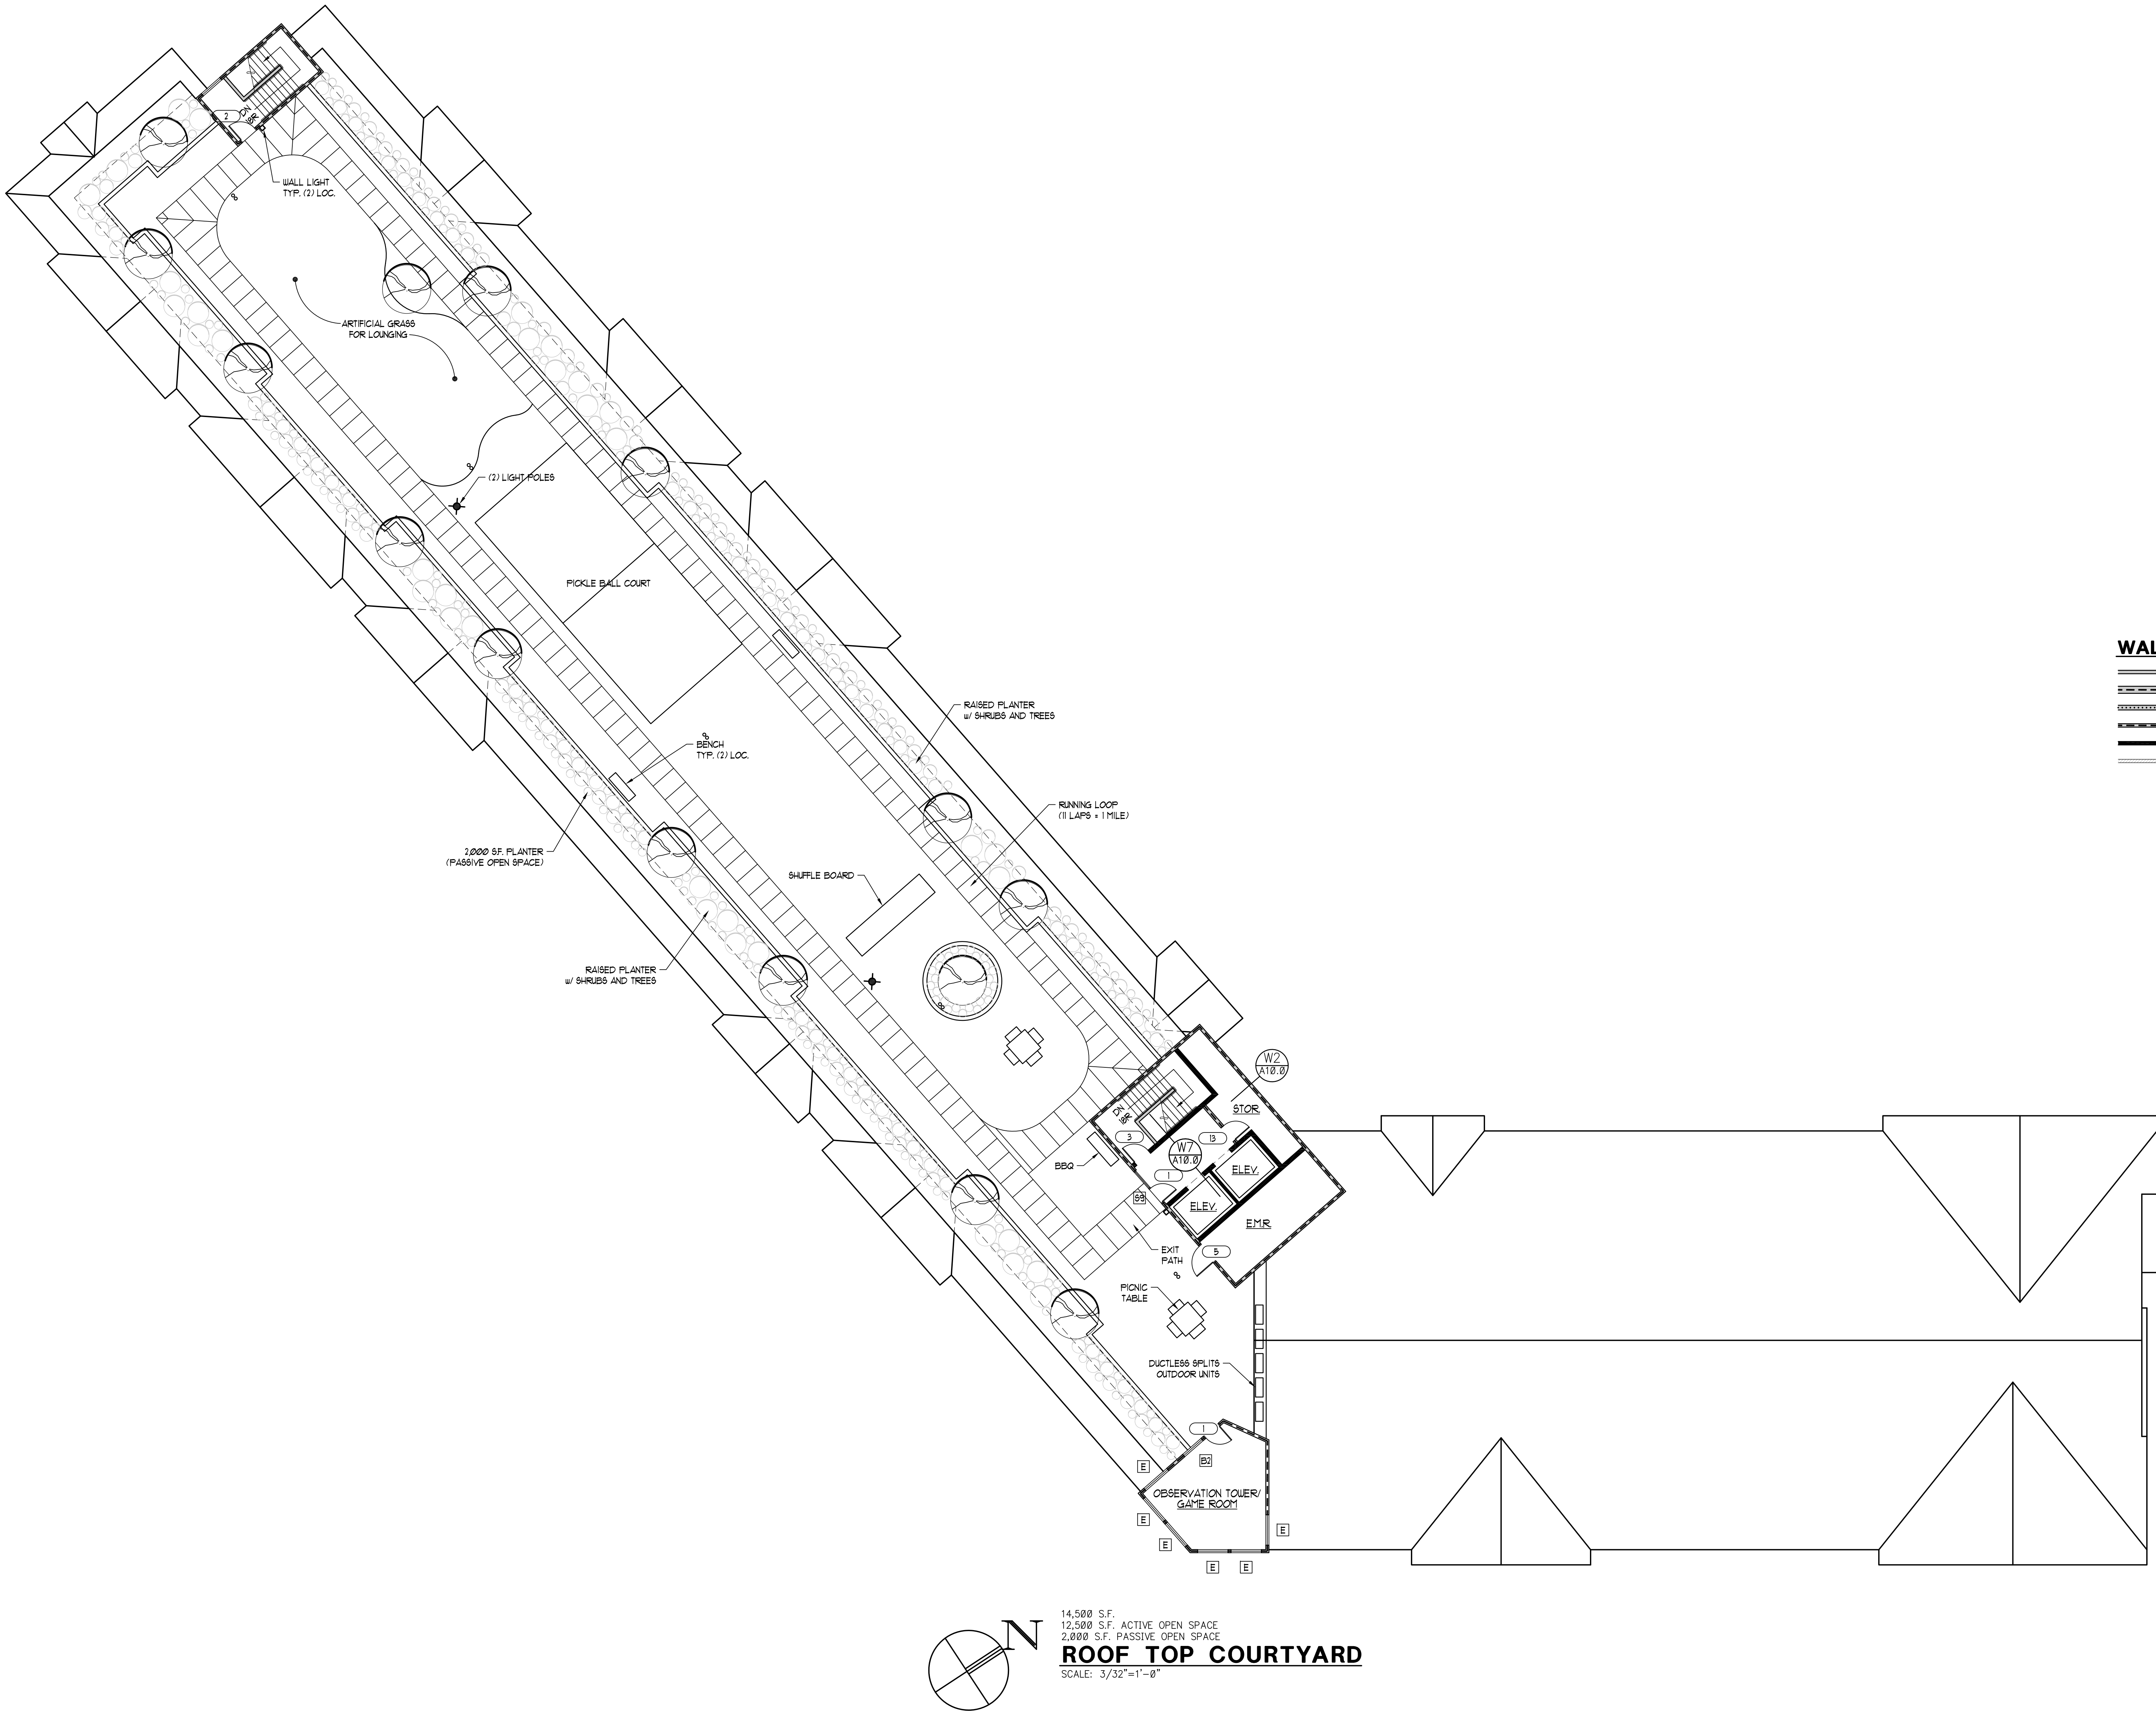 DN
18R
2
WALL LIGHT
TYP. (2) LOC.
ARTIFICIAL GRASS
FOR LOUNGING
(2) LIGHT POLES
PICKLE BALL COURT
WAL
RAISED PLANTER
w/ SHRUBS AND TREES
BENCH
TYP. (2) LOC.
RUNNING LOOP
(11 LAPS = 1 MILE)
2,000 S.F. PLANTER
(PASSIVE OPEN SPACE)
SHUFFLE BOARD
RAISED PLANTER
w/ SHRUBS AND TREES
W2
A10.0
STOR.
DN
18R
3
13
W7
A10.0
BBQ
1
ELEV.
S9
ELEV.
E.M.R.
EXIT
PATH
5
PICNIC
TABLE
DUCTLESS SPLITS
OUTDOOR UNITS
1
B2
E
OBSERVATION TOWER/
GAME ROOM
E
E
E
E
E
14,500 S.F.
12,500 S.F. ACTIVE OPEN SPACE
2,000 S.F. PASSIVE OPEN SPACE
N
ROOF TOP COURTYARD
SCALE: 3/32"=1'-0"